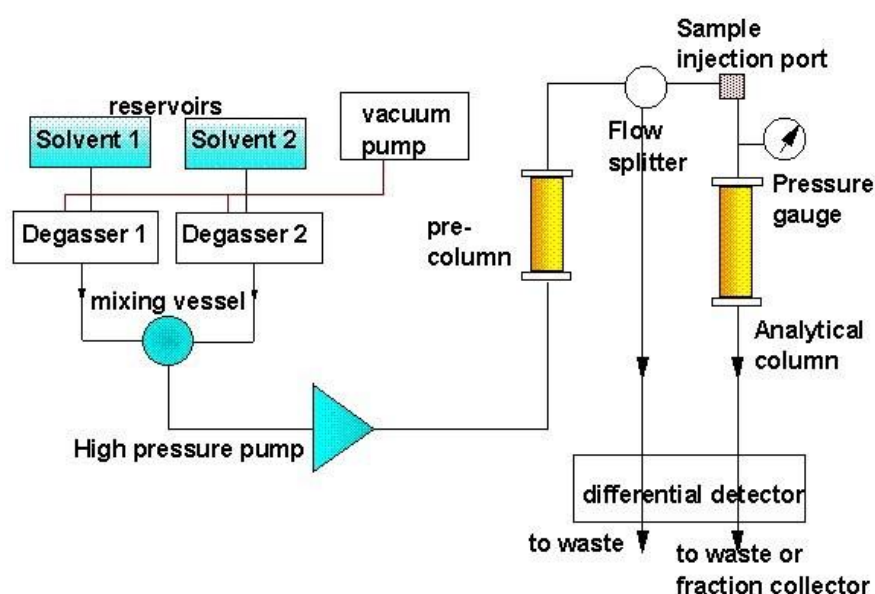 Sample
injection port
reservoirs
Solvent 1
Solvent 2
vacuum
pump
Flow
splitter
Pressure
gauge
Degasser 1
Degasser 2
pre-
column
mixing vessel
Analytical
column
High pressure pump
differential detector
to waste
to waste or
fraction collector